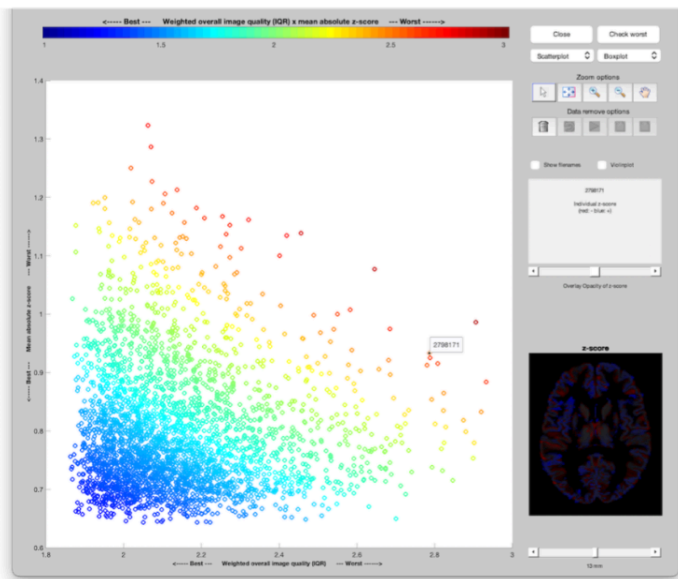 <----- Best --- Weighted overall image quality (IQR) x mean absolute z-score --- Worst ----->
1 1.5 2 2.5 3
Close Check worst
Scatterplot Boxplot
Zoom options
Data remove options
Show filenames Violinplot
2798171
Individual z-score
(red: - blue: +)
Overlay Opacity of z-score
z-score
13 mm
<----- Best --- Mean absolute z-score --- Worst ----->
1.4
1.3
1.2
1.1
1
0.9
0.8
0.7
0.6
2798171
1.8 2 2.2 2.4 2.6 2.8 3
<----- Best --- Weighted overall image quality (IQR) --- Worst ----->